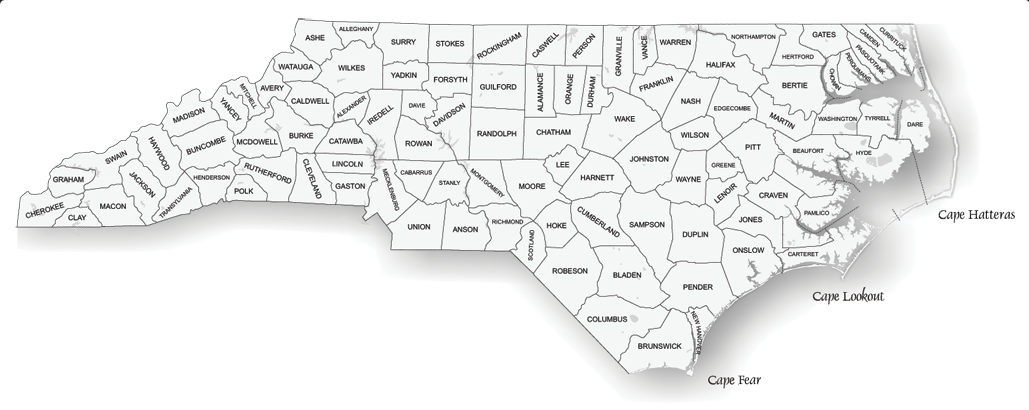 ALLEGHANY
ASHE
SURRY
STOKES
ROCKINGHAM
CASWELL
PERSON
GRANVILLE
VANCE
WARREN
NORTHAMPTON
GATES
CAMDEN
CURRITUCK
PASQUOTANK
PERQUIMANS
CHOWAN
HERTFORD
HALIFAX
WATAUGA
WILKES
YADKIN
FORSYTH
GUILFORD
ALAMANCE
ORANGE
DURHAM
FRANKLIN
NASH
EDGECOMBE
BERTIE
MARTIN
WASHINGTON
TYRRELL
DARE
MITCHELL
AVERY
CALDWELL
ALEXANDER
IREDELL
DAVIE
DAVIDSON
RANDOLPH
CHATHAM
WAKE
WILSON
PITT
BEAUFORT
HYDE
MADISON
YANCEY
BUNCOMBE
MCDOWELL
BURKE
CATAWBA
ROWAN
LEE
JOHNSTON
GREENE
SWAIN
HAYWOOD
GRAHAM
JACKSON
HENDERSON
RUTHERFORD
CLEVELAND
LINCOLN
GASTON
MECKLENBURG
CABARRUS
STANLY
MONTGOMERY
MOORE
HARNETT
WAYNE
LENOIR
CRAVEN
PAMLICO
CHEROKEE
CLAY
MACON
TRANSYLVANIA
POLK
UNION
ANSON
RICHMOND
SCOTLAND
HOKE
CUMBERLAND
SAMPSON
DUPLIN
JONES
ONSLOW
CARTERET
Cape Hatteras
ROBESON
BLADEN
PENDER
Cape Lookout
COLUMBUS
NEW HANOVER
BRUNSWICK
Cape Fear